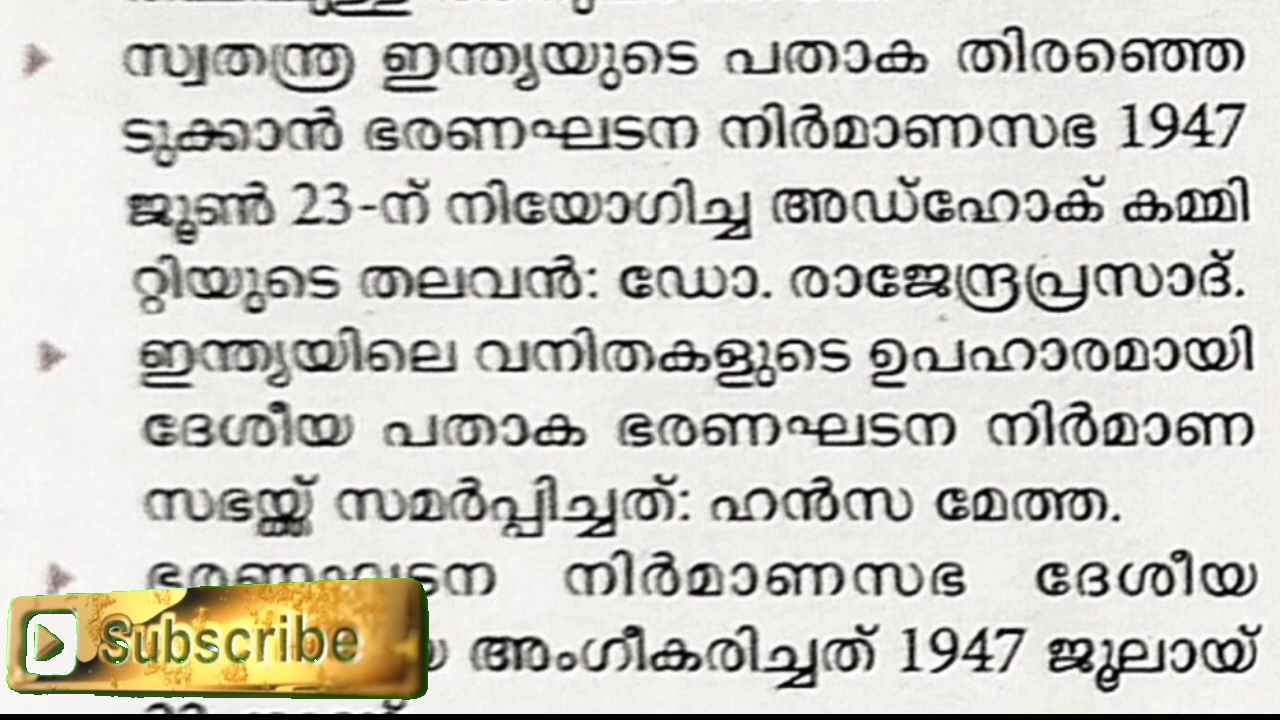 സ്വതന്ത്ര ഇന്ത്യയുടെ പതാക തിരഞ്ഞെ
ടുക്കാൻ ഭരണഘടന നിർമാണസഭ 1947
ജൂൺ 23-ന് നിയോഗിച്ച അഡ്ഹോക് കമ്മി
റ്റിയുടെ തലവൻ: ഡോ. രാജേന്ദ്രപ്രസാദ്.
ഇന്ത്യയിലെ വനിതകളുടെ ഉപഹാരമായി
ദേശീയ പതാക ഭരണഘടന നിർമാണ
സഭയ്ക്ക് സമർപ്പിച്ചത്: ഹൻസ മേത്ത.
ഭരണഘടന നിർമാണസഭ ദേശീയ
അംഗീകരിച്ചത് 1947 ജൂലായ്
Subscribe